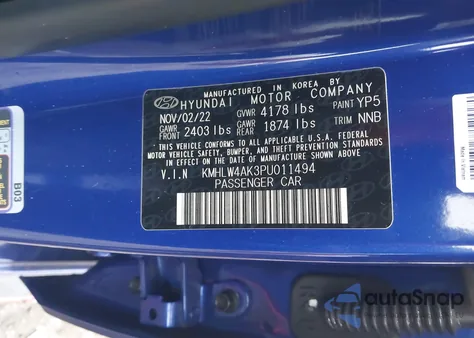 MANUFACTURED IN KOREA BY
HYUNDAI MOTOR COMPANY
NOV/02/22 GVWR 4178 lbs PAINT YP5
GAWR FRONT 2403 lbs GAWR REAR 1874 lbs TRIM NNB
THIS VEHICLE CONFORMS TO ALL APPLICABLE U.S.A. FEDERAL
MOTOR VEHICLE SAFETY, BUMPER, AND THEFT PREVENTION STANDARDS
IN EFFECT ON THE DATE OF MANUFACTURE SHOWN ABOVE.
V.I.N KMHLW4AK3PU011494
PASSENGER CAR
B03
autoSnap